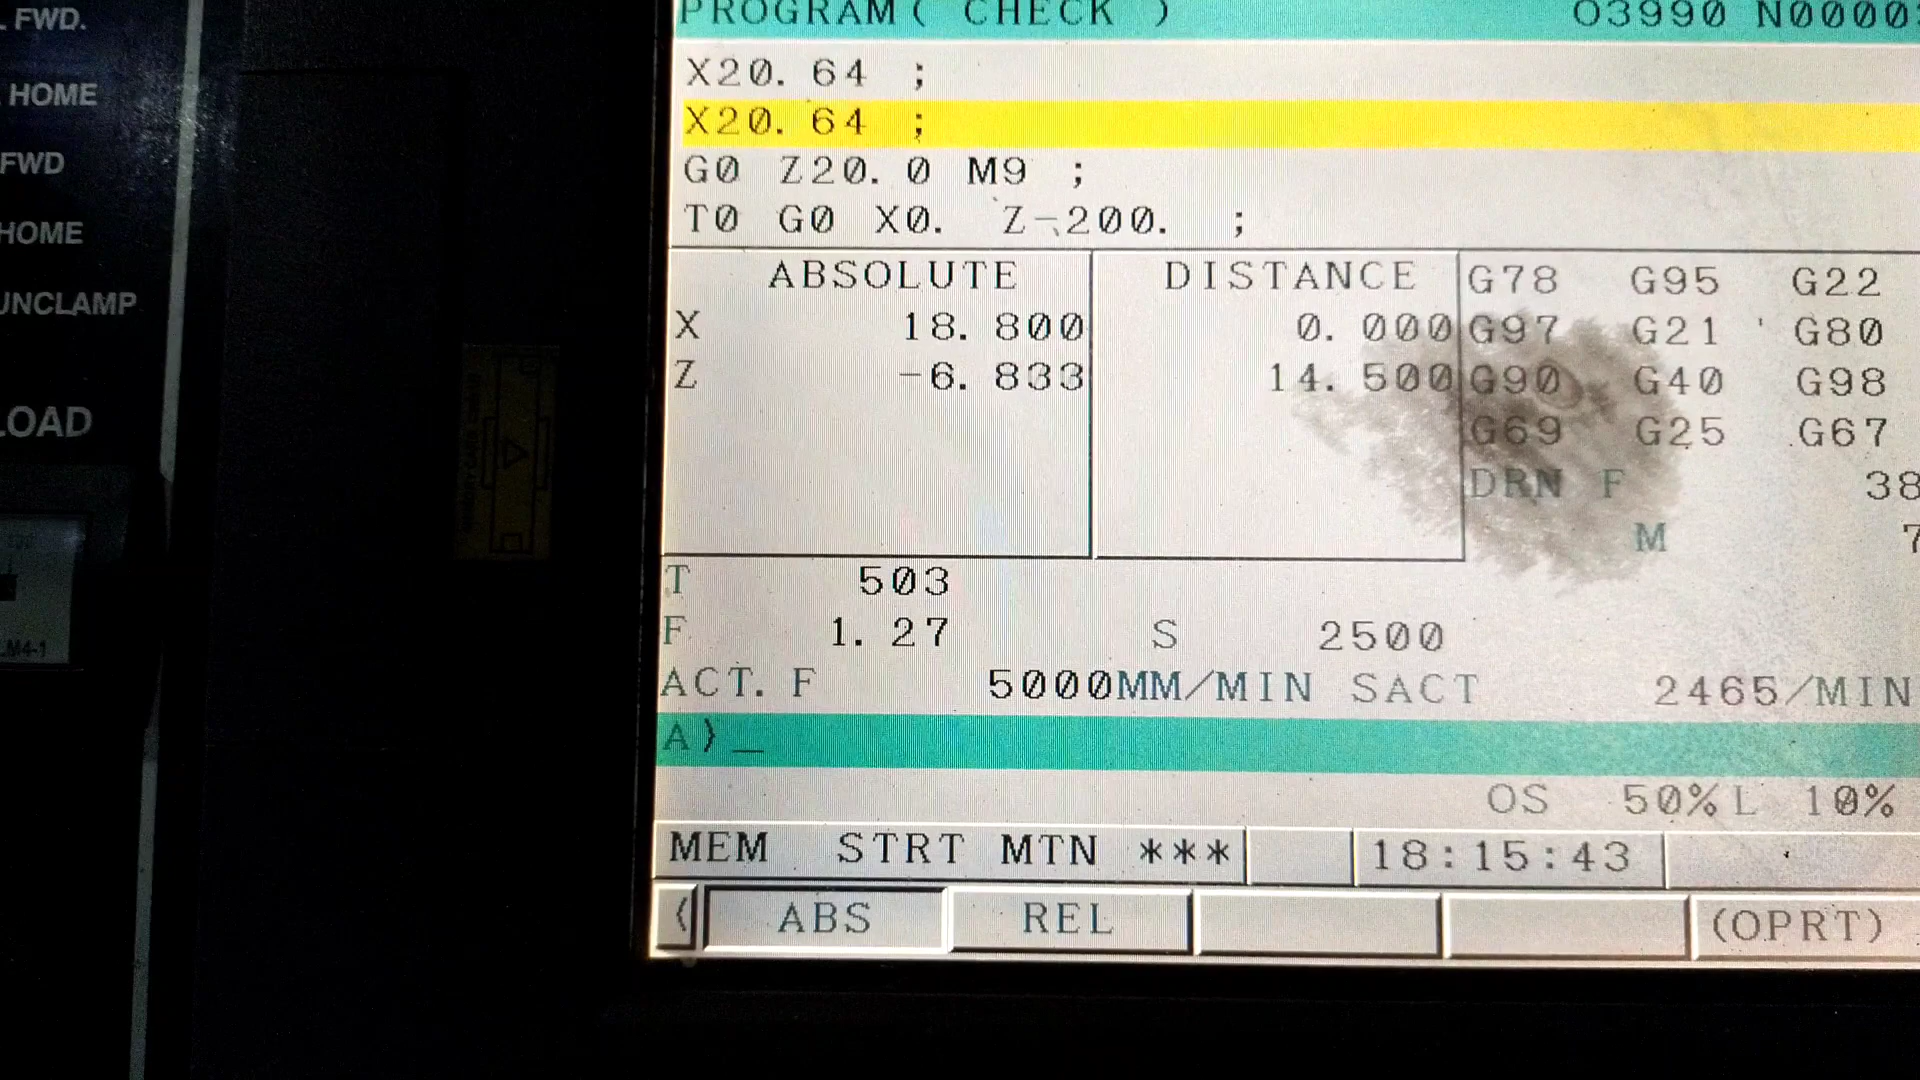 . FWD.
HOME
FWD
HOME
UNCLAMP
LOAD
LM4-1
PROGRAM ( CHECK ) O3990 N0000
X20. 64 ;
X20. 64 ;
G0 Z20. 0 M9 ;
T0 G0 X0. Z-200. ;
ABSOLUTE DISTANCE G78 G95 G22
X 18. 800 0. 000 G97 G21 G80
Z -6. 833 14. 500 G90 G40 G98
G69 G25 G67
DRN F 38
M 7
T 503
F 1. 27 S 2500
ACT. F 5000MM/MIN SACT 2465/MIN
A)_
OS 50% L 10%
MEM STRT MTN *** 18:15:43
( ABS REL (OPRT)